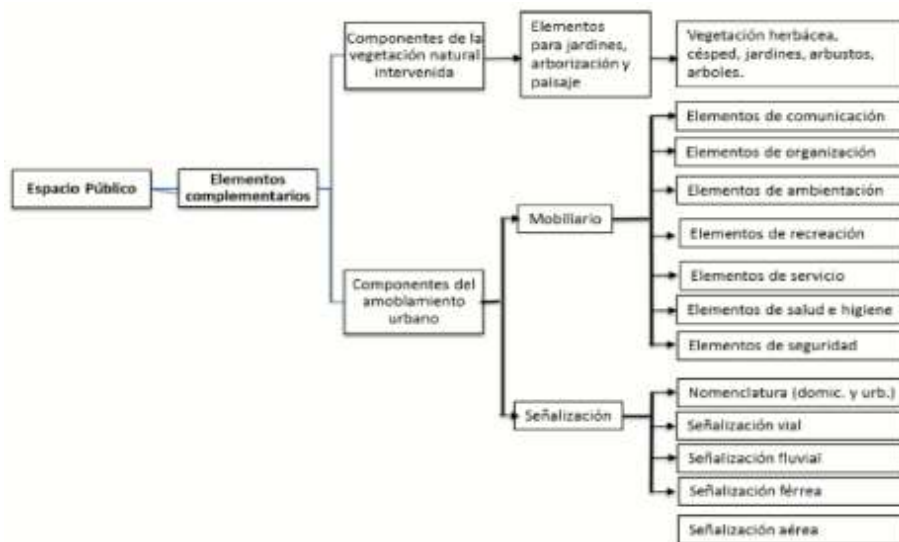 Espacio Público
Elementos
complementarios
Componentes de la
vegetación natural
intervenida
Elementos
para jardines,
arborización y
paisaje
Vegetación herbácea,
césped, jardines, arbustos,
arboles.
Componentes del
amoblamiento
urbano
Mobiliario
Elementos de comunicación
Elementos de organización
Elementos de ambientación
Elementos de recreación
Elementos de servicio
Elementos de salud e higiene
Elementos de seguridad
Señalización
Nomenclatura (domic. y urb.)
Señalización vial
Señalización fluvial
Señalización férrea
Señalización aérea